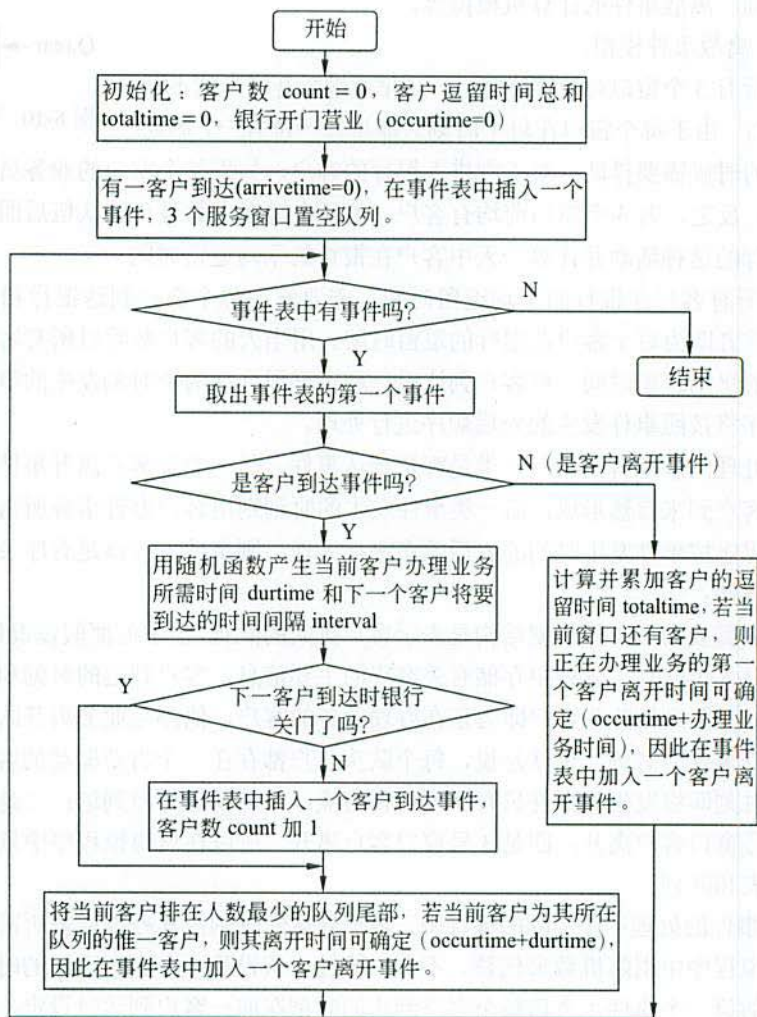 开始
初始化：客户数 count=0，客户逗留时间总和
totaltime=0，银行开门营业（occurtime=0）
有一客户到达(arrivetime=0)，在事件表中插入一个
事件，3 个服务窗口置空队列。
事件表中有事件吗?
N
Y
结束
取出事件表的第一个事件
是客户到达事件吗?
N（是客户离开事件）
Y
用随机函数产生当前客户办理业务
所需时间 durtime 和下一个客户将要
到达的时间间隔 interval
计算并累加客户的逗
留时间 totaltime，若当
前窗口还有客户，则
正在办理业务的第一
个客户离开时间可确
定（occurtime+办理业
务时间），因此在事件
表中加入一个客户离
开事件。
Y
下一客户到达时银行
关门了吗?
N
在事件表中插入一个客户到达事件，
客户数 count 加 1
将当前客户排在人数最少的队列尾部，若当前客户为其所在
队列的惟一客户，则其离开时间可确定（occurtime+durtime），
因此在事件表中加入一个客户离开事件。